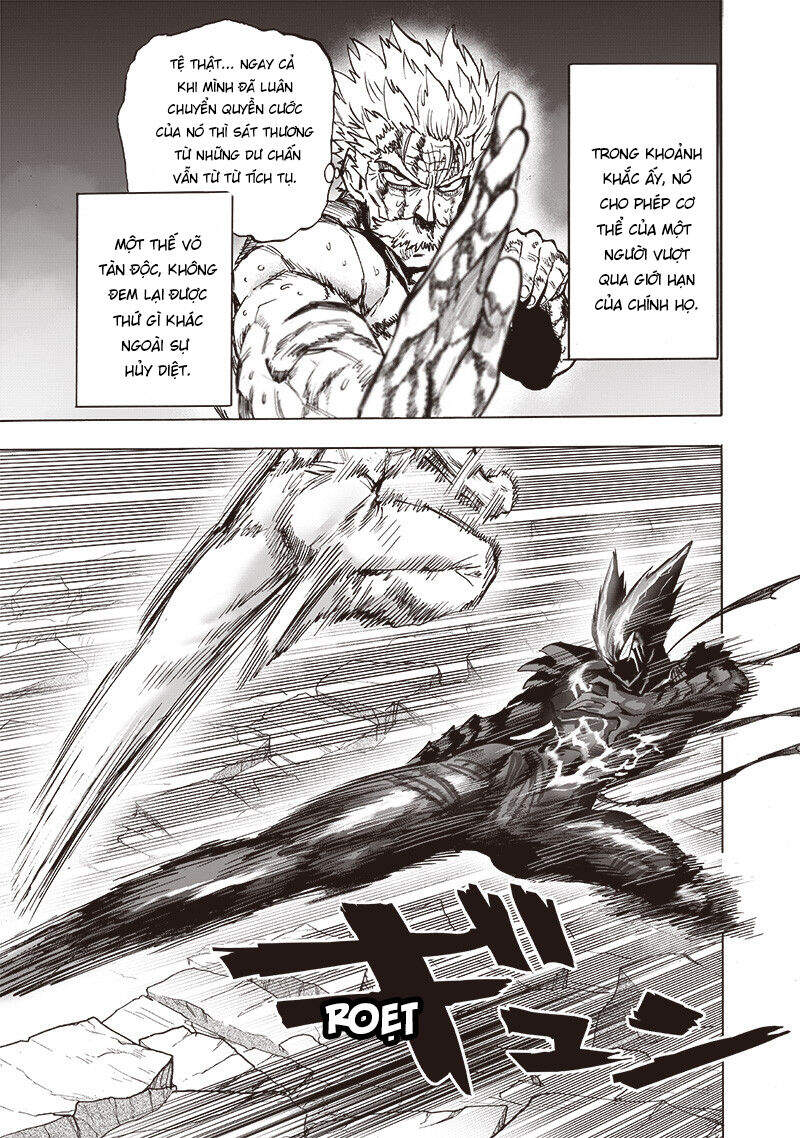 TRONG KHOẢNH
KHẮC ẤY, NÓ
CHO PHÉP CƠ
THỂ CỦA MỘT
NGƯỜI VƯỢT
QUA GIỚI HẠN
CỦA CHÍNH HỌ.
TỆ THẬT... NGAY CẢ
KHI MÌNH ĐÃ LUÂN
CHUYỂN QUYỀN CƯỚC
CỦA NÓ THÌ SÁT THƯƠNG
TỪ NHỮNG DƯ CHẤN
VẪN TỪ TỪ TÍCH TỤ.
MỘT THẾ VÕ
TÀN ĐỘC, KHÔNG
ĐEM LẠI ĐƯỢC
THỨ GÌ KHÁC
NGOÀI SỰ
HỦY DIỆT.
ギュン
ROẸT